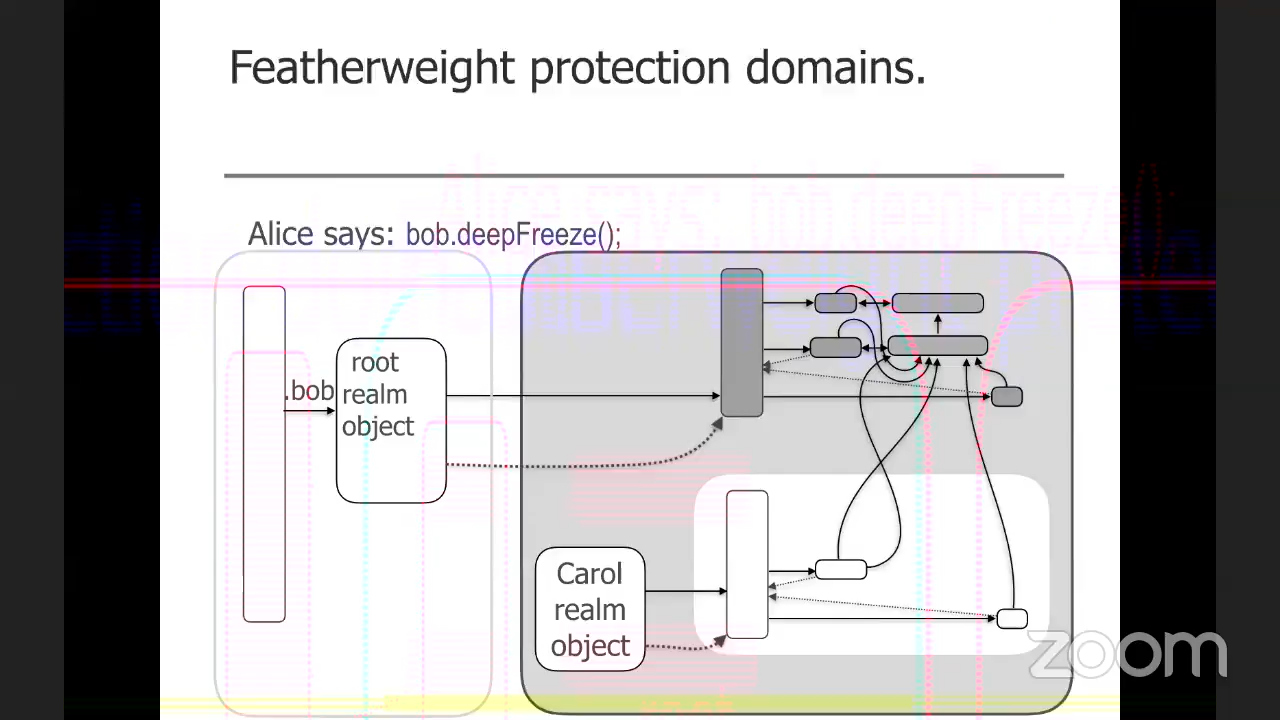 Featherweight protection domains.
Alice says: bob.deepFreeze();
.bob
root
realm
object
Carol
realm
object
zoom